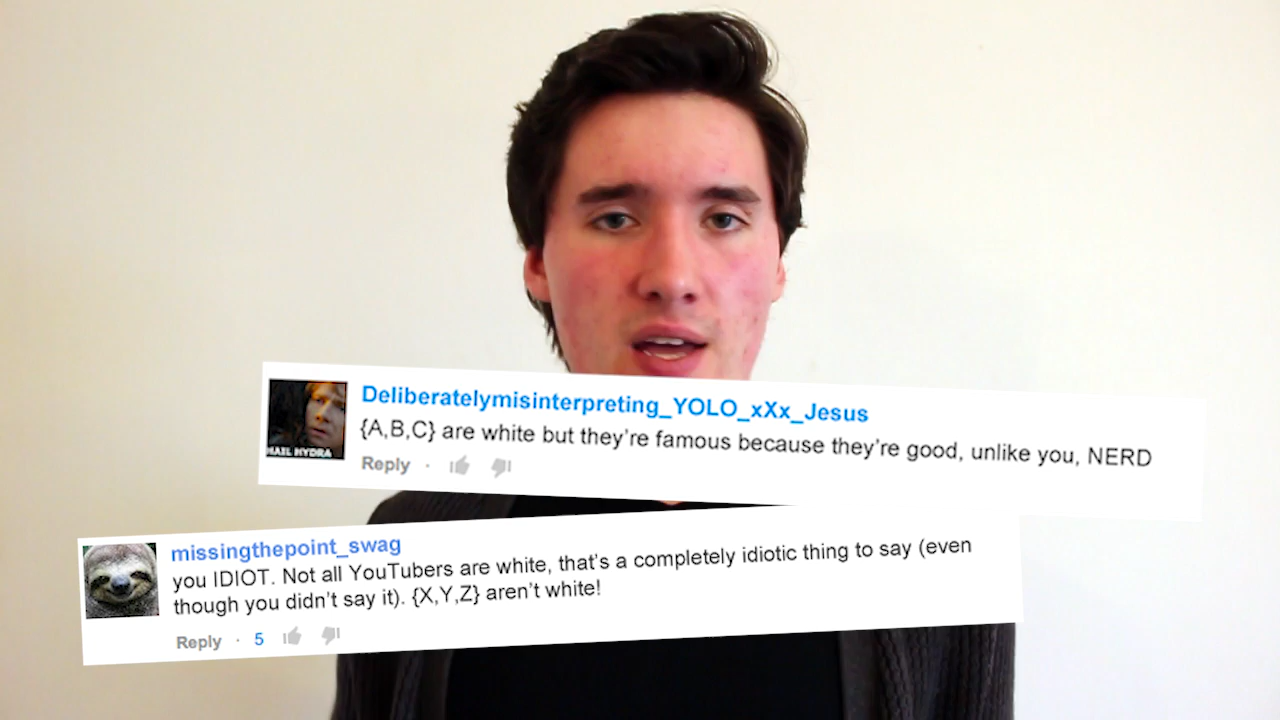 Deliberatelymisinterpreting_YOLO_xXx_Jesus
{A,B,C} are white but they’re famous because they’re good, unlike you, NERD
HAIL HYDRA
Reply ·
missingthepoint_swag
you IDIOT. Not all YouTubers are white, that’s a completely idiotic thing to say (even
though you didn’t say it). {X,Y,Z} aren’t white!
Reply · 5